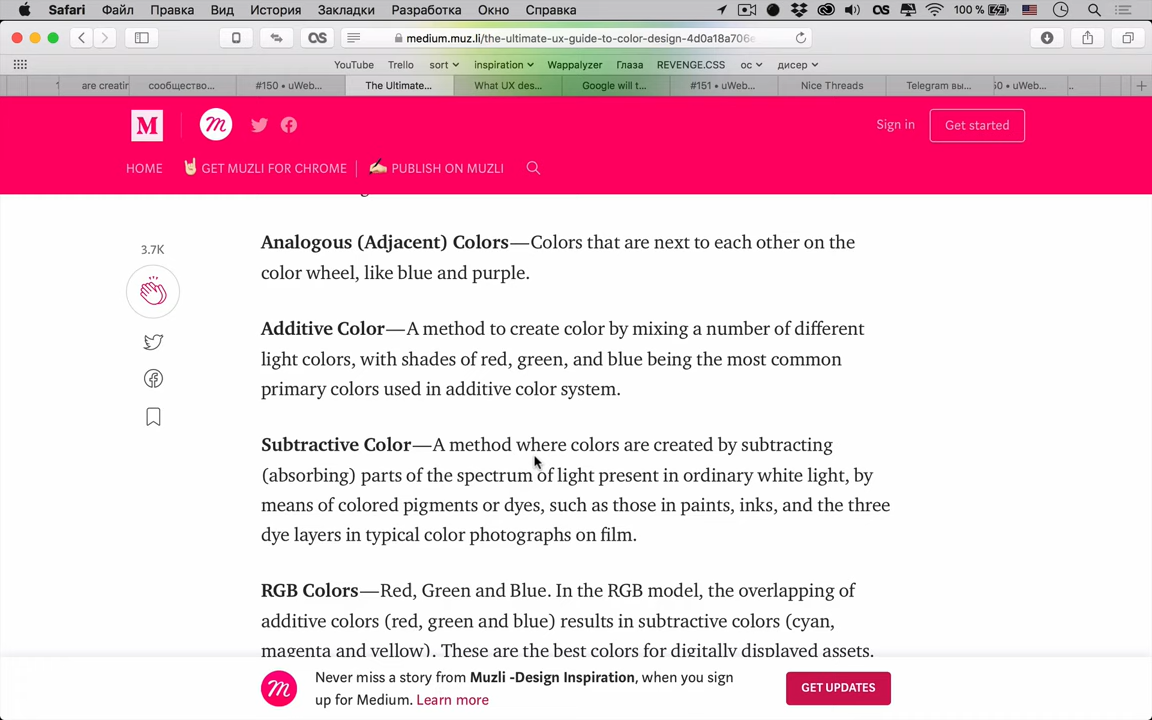 Safari Файл Правка Вид История Закладки Разработка Окно Справка 100 %
medium.muz.li/the-ultimate-ux-guide-to-color-design-4d0a18a706e
YouTube Trello sort inspiration Wappalyzer Глаза REVENGE.CSS ос дисер
are creatir сообщество... #150 • uWeb... The Ultimate... What UX des... Google will t... #151 • uWeb... Nice Threads Telegram вы... 50 • uWeb... ..
M Sign in Get started
HOME GET MUZLI FOR CHROME PUBLISH ON MUZLI
Analogous (Adjacent) Colors—Colors that are next to each other on the
color wheel, like blue and purple.
3.7K
Additive Color—A method to create color by mixing a number of different
light colors, with shades of red, green, and blue being the most common
primary colors used in additive color system.
Subtractive Color—A method where colors are created by subtracting
(absorbing) parts of the spectrum of light present in ordinary white light, by
means of colored pigments or dyes, such as those in paints, inks, and the three
dye layers in typical color photographs on film.
RGB Colors—Red, Green and Blue. In the RGB model, the overlapping of
additive colors (red, green and blue) results in subtractive colors (cyan,
magenta and yellow). These are the best colors for digitally displayed assets.
Never miss a story from Muzli -Design Inspiration, when you sign
up for Medium. Learn more
GET UPDATES